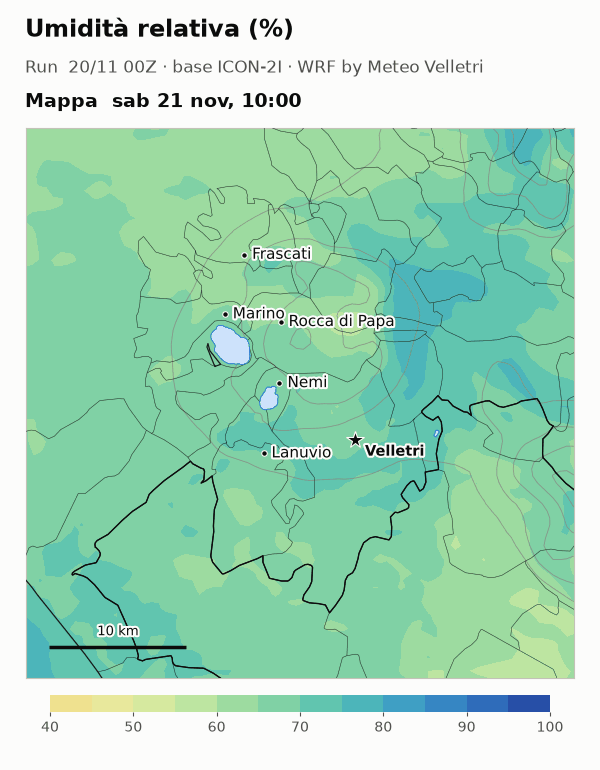 Umidità relativa (%)
Run  20/11 00Z · base ICON-2I · WRF by Meteo Velletri
Mappa  sab 21 nov, 10:00
Frascati
Marino
Rocca di Papa
Nemi
Velletri
Lanuvio
10 km
40 50 60 70 80 90 100